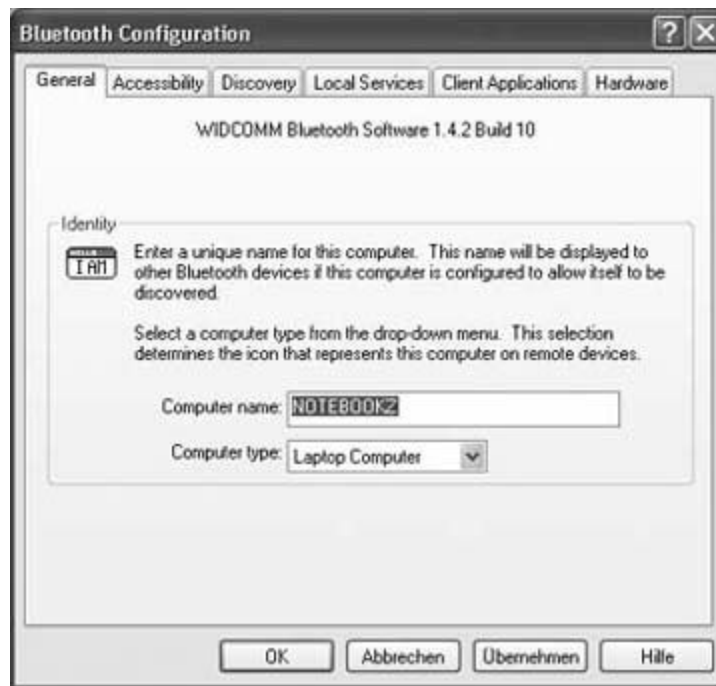 Bluetooth Configuration
General Accessibility Discovery Local Services Client Applications Hardware
WIDCOMM Bluetooth Software 1.4.2 Build 10
Identity
I AM
Enter a unique name for this computer. This name will be displayed to
other Bluetooth devices if this computer is configured to allow itself to be
discovered.
Select a computer type from the drop-down menu. This selection
determines the icon that represents this computer on remote devices.
Computer name: NOTEBOOK2
Computer type: Laptop Computer
OK Abbrechen Übernehmen Hilfe